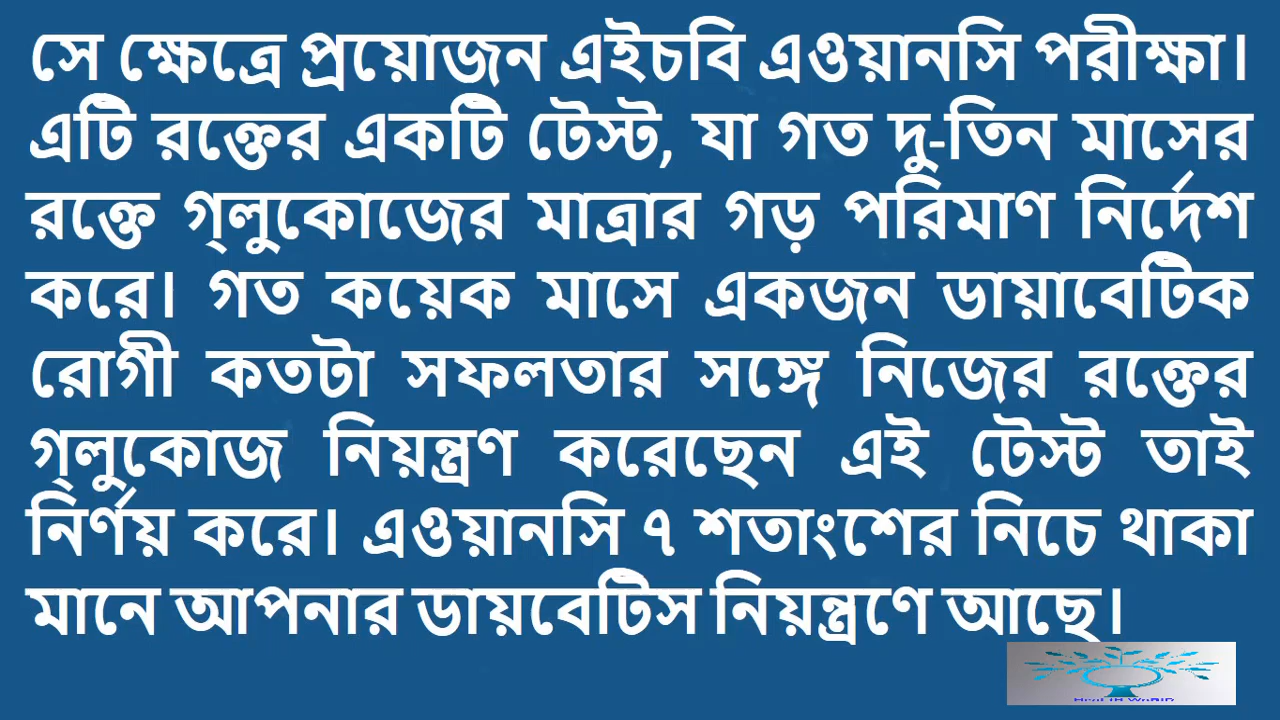 সে ক্ষেত্রে প্রয়োজন এইচবি এওয়ানসি পরীক্ষা।
এটি রক্তের একটি টেস্ট, যা গত দু-তিন মাসের
রক্তে গ্‌লুকোজের মাত্রার গড় পরিমাণ নির্দেশ
করে। গত কয়েক মাসে একজন ডায়াবেটিক
রোগী কতটা সফলতার সঙ্গে নিজের রক্তের
গ্‌লুকোজ নিয়ন্ত্রণ করেছেন এই টেস্ট তাই
নির্ণয় করে। এওয়ানসি ৭ শতাংশের নিচে থাকা
মানে আপনার ডায়বেটিস নিয়ন্ত্রণে আছে।